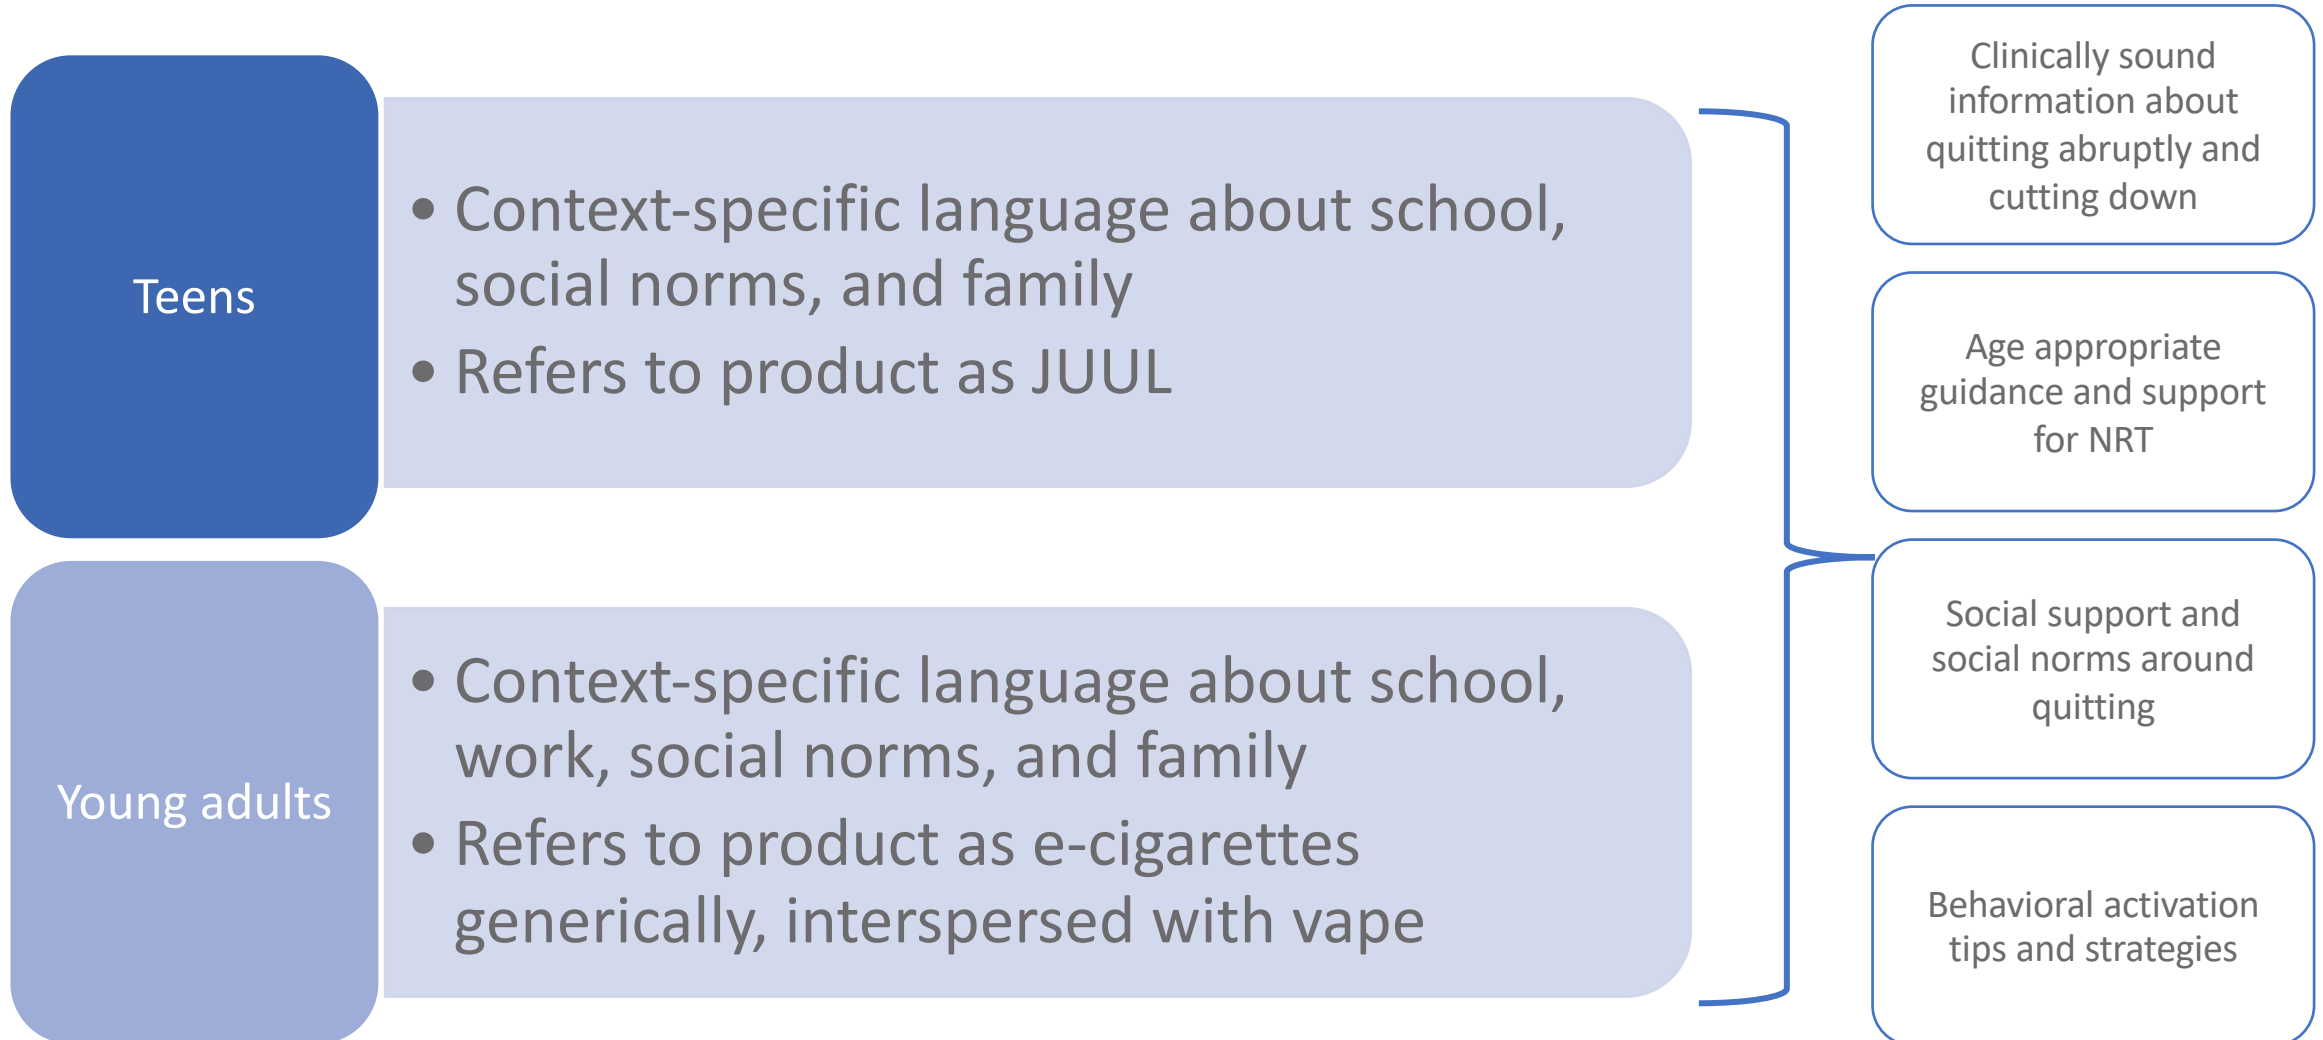 Teens
• Context-specific language about school,
social norms, and family
• Refers to product as JUUL
Young adults
• Context-specific language about school,
work, social norms, and family
• Refers to product as e-cigarettes
generically, interspersed with vape
Clinically sound
information about
quitting abruptly and
cutting down
Age appropriate
guidance and support
for NRT
Social support and
social norms around
quitting
Behavioral activation
tips and strategies